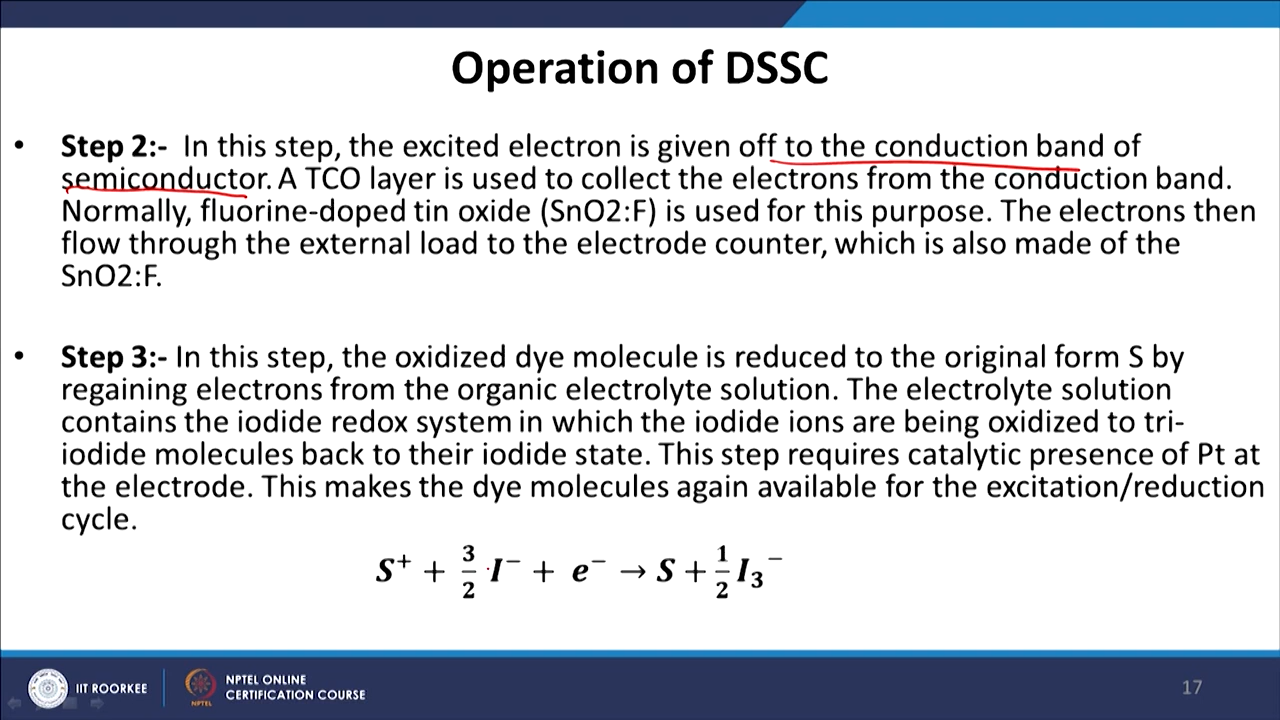 Operation of DSSC
• Step 2:- In this step, the excited electron is given off to the conduction band of
semiconductor. A TCO layer is used to collect the electrons from the conduction band.
Normally, fluorine-doped tin oxide (SnO2:F) is used for this purpose. The electrons then
flow through the external load to the electrode counter, which is also made of the
SnO2:F.
• Step 3:- In this step, the oxidized dye molecule is reduced to the original form S by
regaining electrons from the organic electrolyte solution. The electrolyte solution
contains the iodide redox system in which the iodide ions are being oxidized to tri-
iodide molecules back to their iodide state. This step requires catalytic presence of Pt at
the electrode. This makes the dye molecules again available for the excitation/reduction
cycle.
S⁺ + 3/2 I⁻ + e⁻ → S + 1/2 I₃⁻
IIT ROORKEE
NPTEL
NPTEL ONLINE
CERTIFICATION COURSE
17